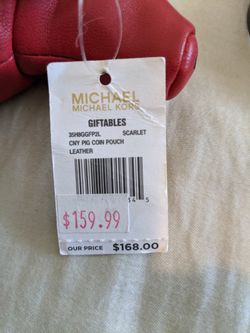 MICHAEL
MICHAEL KORS
GIFTABLES
35H8GGFP2L SCARLET
CNY PIG COIN POUCH
LEATHER
$159.99
OUR PRICE $168.00